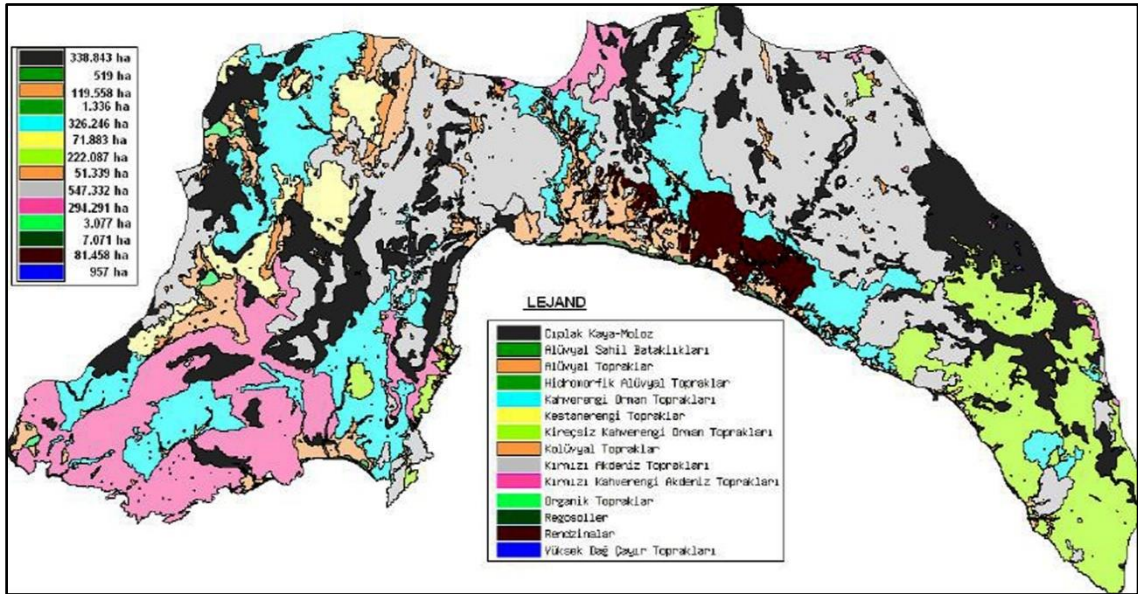 338.843 ha
519 ha
119.558 ha
1.336 ha
326.246 ha
71.883 ha
222.087 ha
51.339 ha
547.332 ha
294.291 ha
3.077 ha
7.071 ha
81.458 ha
957 ha
LEJAND
Çıplak Kaya-Moloz
Alüvyal Sahil Bataklıkları
Alüvyal Topraklar
Hidromorfik Alüvyal Topraklar
Kahverengi Orman Toprakları
Kestanerengi Topraklar
Kireçsiz Kahverengi Orman Toprakları
Kolüvyal Topraklar
Kırmızı Akdeniz Toprakları
Kırmızı Kahverengi Akdeniz Toprakları
Organik Topraklar
Regosoller
Rendzinalar
Yüksek Dağ Çayır Toprakları